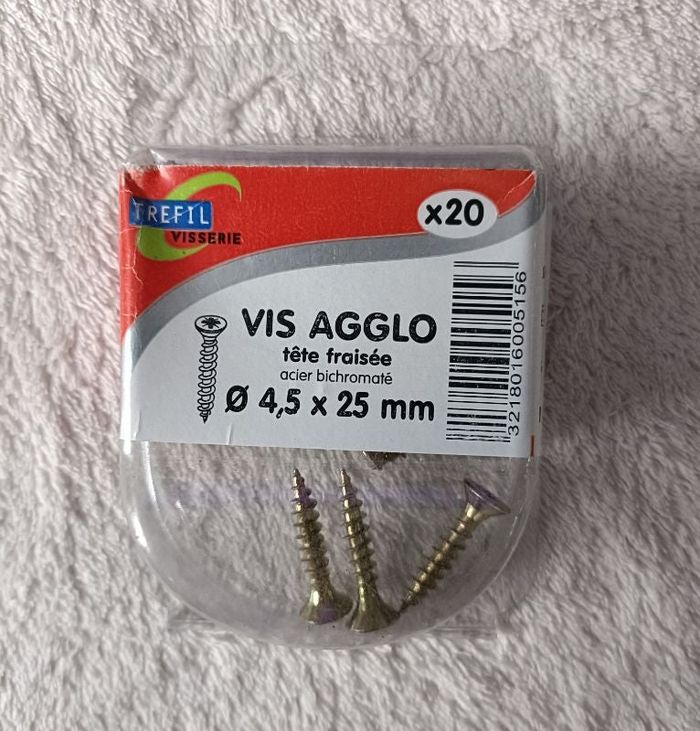 TREFIL
VISSERIE
x20
VIS AGGLO
tête fraisée
acier bichromaté
Ø 4,5 x 25 mm
3218016005156